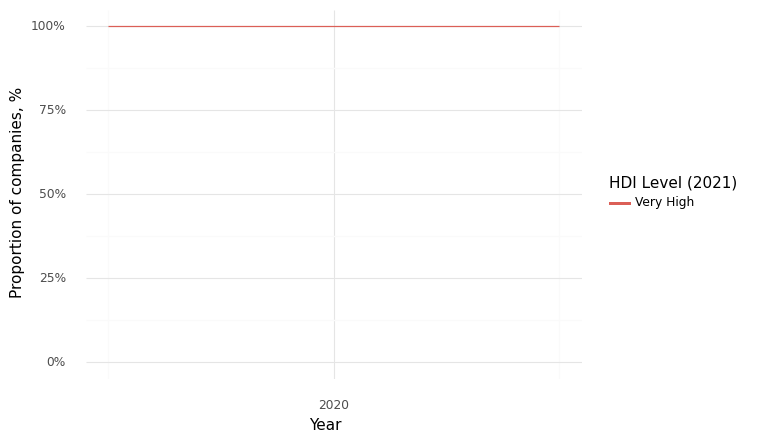 100%
75%
50%
25%
0%
Proportion of companies, %
2020
Year
HDI Level (2021)
Very High